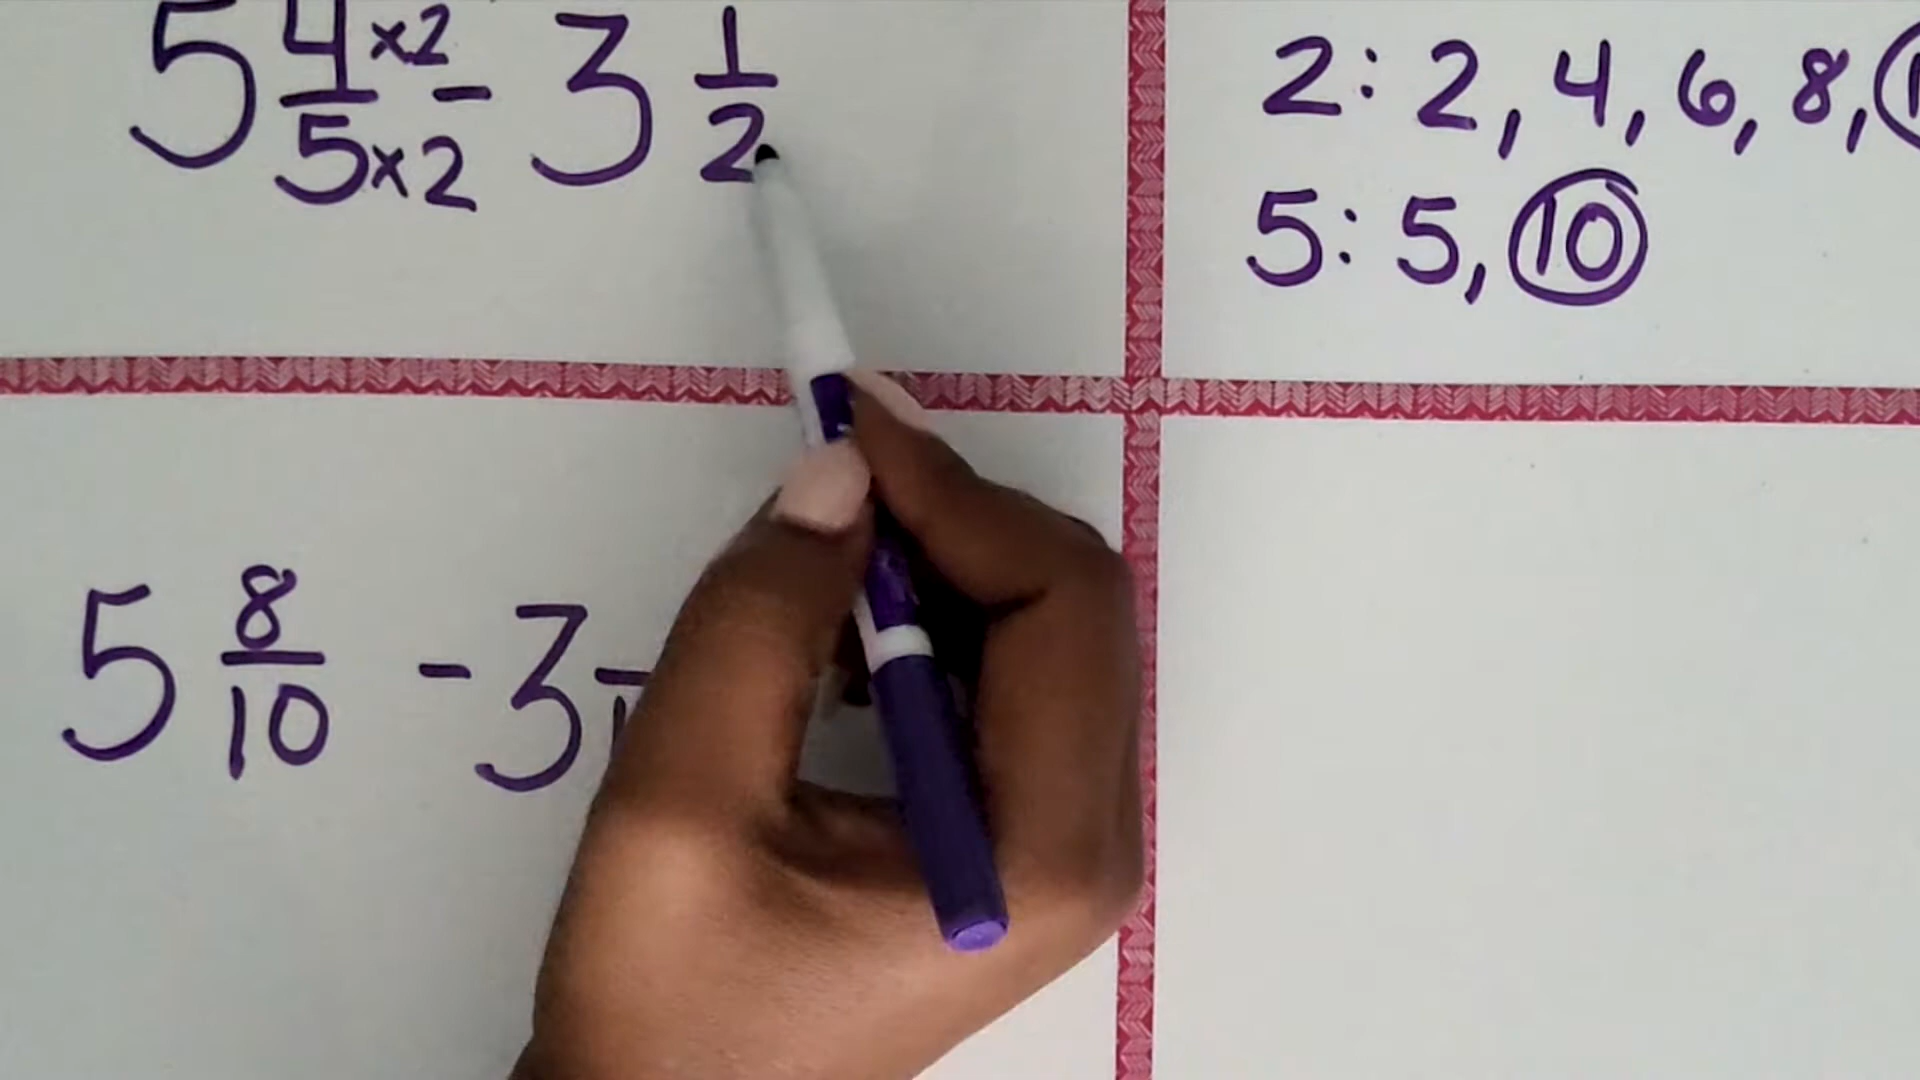 5 4/5 ×2 ×2 - 3 1/2
2: 2, 4, 6, 8,
5: 5, 10
5 8/10 - 3